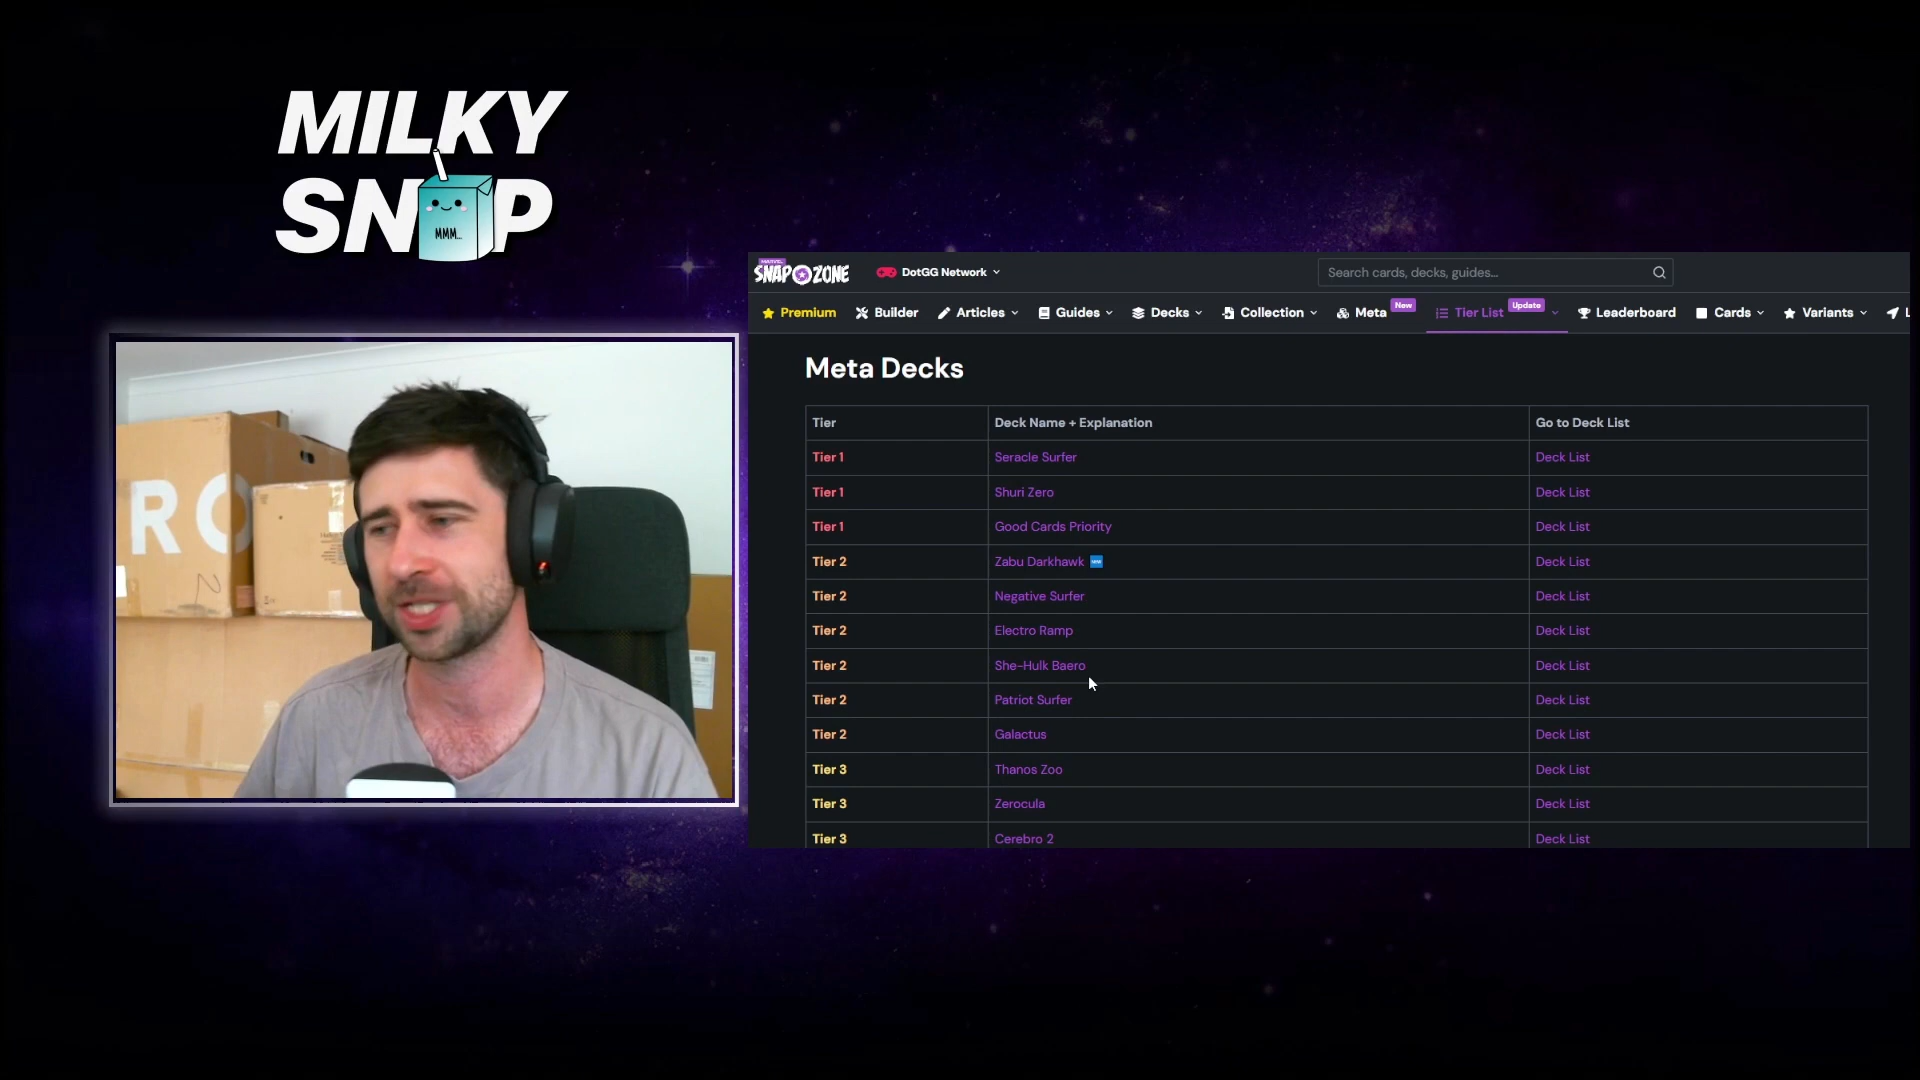 MILKY
SNAP
MMM...
RO
MARVEL
SNAP ZONE
DotGG Network
Search cards, decks, guides...
Premium
Builder
Articles
Guides
Decks
Collection
Meta
New
Tier List
Update
Leaderboard
Cards
Variants
L
Meta Decks
Tier Deck Name + Explanation Go to Deck List
Tier 1 Seracle Surfer Deck List
Tier 1 Shuri Zero Deck List
Tier 1 Good Cards Priority Deck List
Tier 2 Zabu Darkhawk NEW Deck List
Tier 2 Negative Surfer Deck List
Tier 2 Electro Ramp Deck List
Tier 2 She-Hulk Baero Deck List
Tier 2 Patriot Surfer Deck List
Tier 2 Galactus Deck List
Tier 3 Thanos Zoo Deck List
Tier 3 Zerocula Deck List
Tier 3 Cerebro 2 Deck List